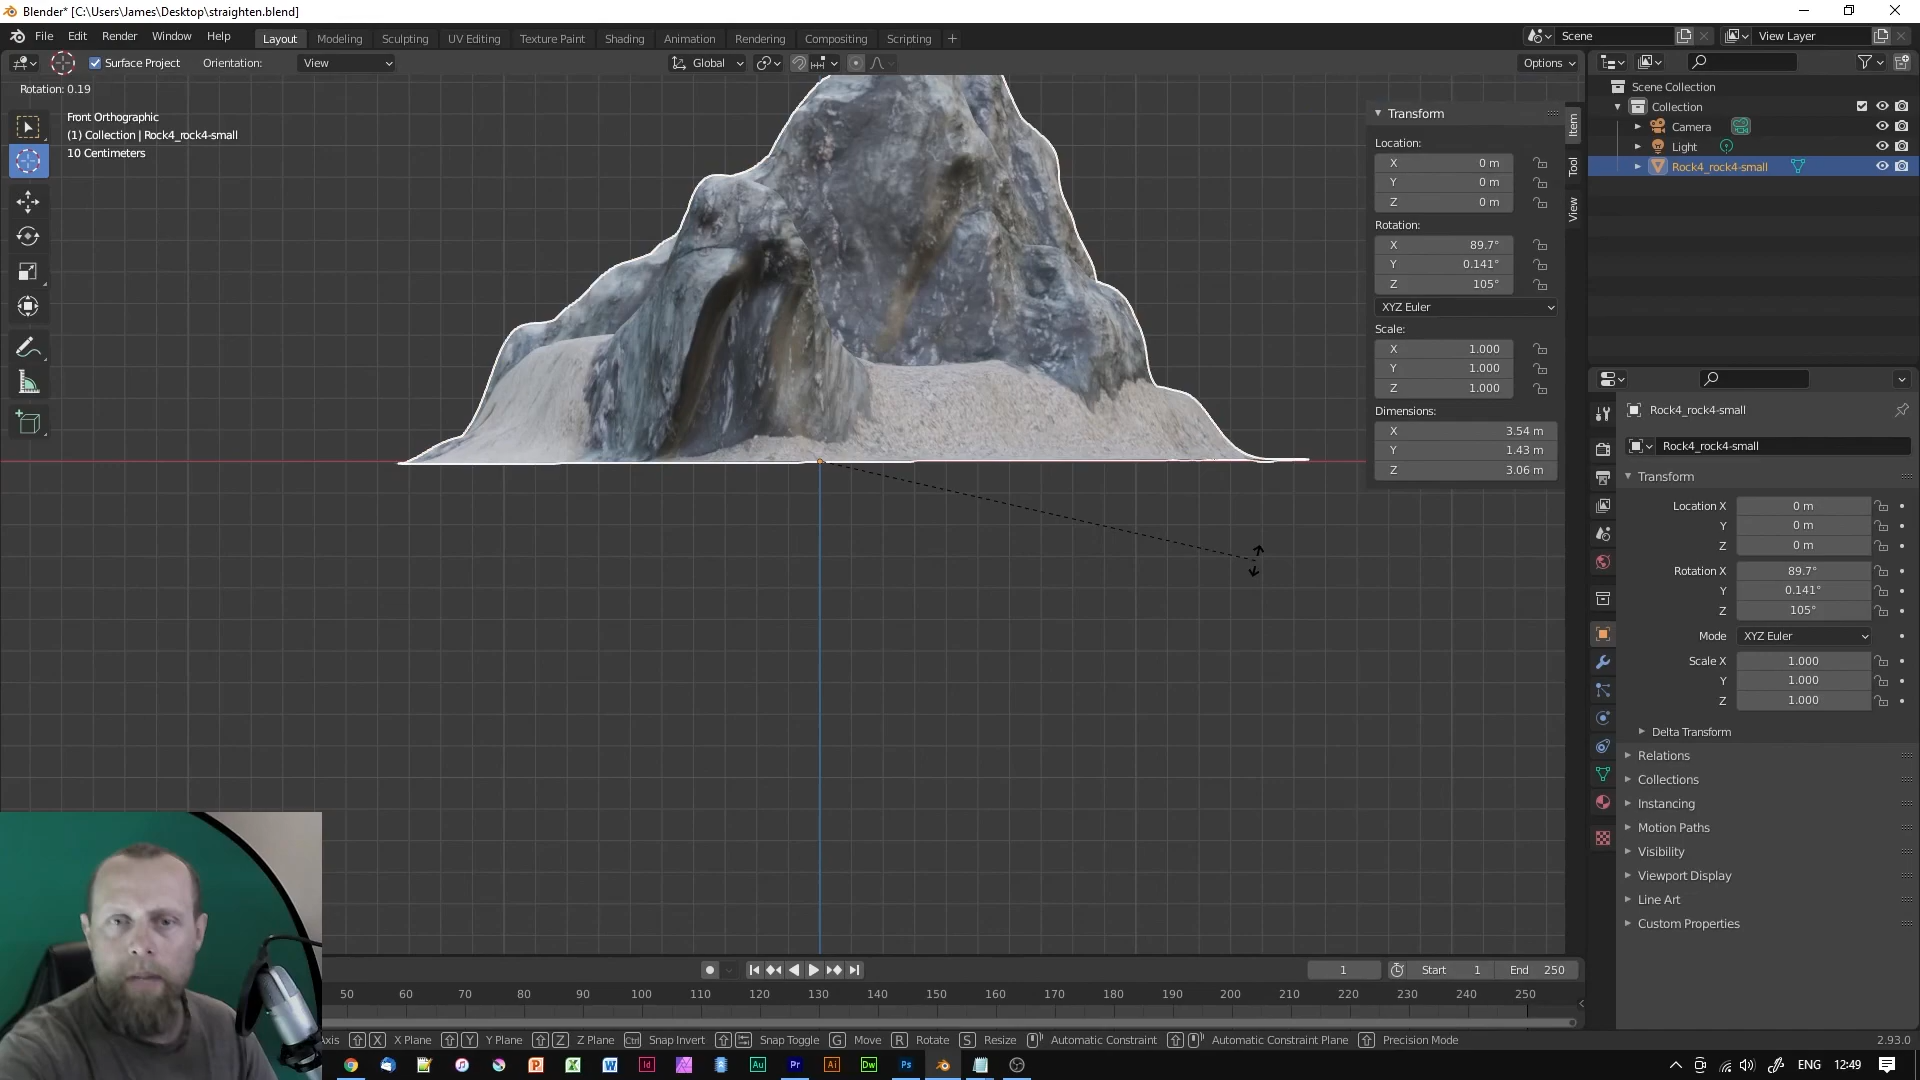 Blender* [C:\Users\James\Desktop\straighten.blend]
File Edit Render Window Help Layout Modeling Sculpting UV Editing Texture Paint Shading Animation Rendering Compositing Scripting Scene View Layer
Surface Project Orientation: View Global Options
Rotation: 0.19
Front Orthographic
(1) Collection | Rock4_rock4-small
10 Centimeters
Transform
Location:
X 0 m
Y 0 m
Z 0 m
Rotation:
X 89.7°
Y 0.141°
Z 105°
XYZ Euler
Scale:
X 1.000
Y 1.000
Z 1.000
Dimensions:
X 3.54 m
Y 1.43 m
Z 3.06 m
Item
Tool
View
Scene Collection
Collection
Camera
Light
Rock4_rock4-small
Rock4_rock4-small
Rock4_rock4-small
Transform
Location X 0 m
Y 0 m
Z 0 m
Rotation X 89.7°
Y 0.141°
Z 105°
Mode XYZ Euler
Scale X 1.000
Y 1.000
Z 1.000
Delta Transform
Relations
Collections
Instancing
Motion Paths
Visibility
Viewport Display
Line Art
Custom Properties
1 Start 1 End 250
50 60 70 80 90 100 110 120 130 140 150 160 170 180 190 200 210 220 230 240 250
Axis X X Plane Y Y Plane Z Z Plane Ctrl Snap Invert Snap Toggle G Move R Rotate S Resize Automatic Constraint Automatic Constraint Plane Precision Mode 2.93.0
P X W Id Au Pr Ai Dw Ps ENG 12:49